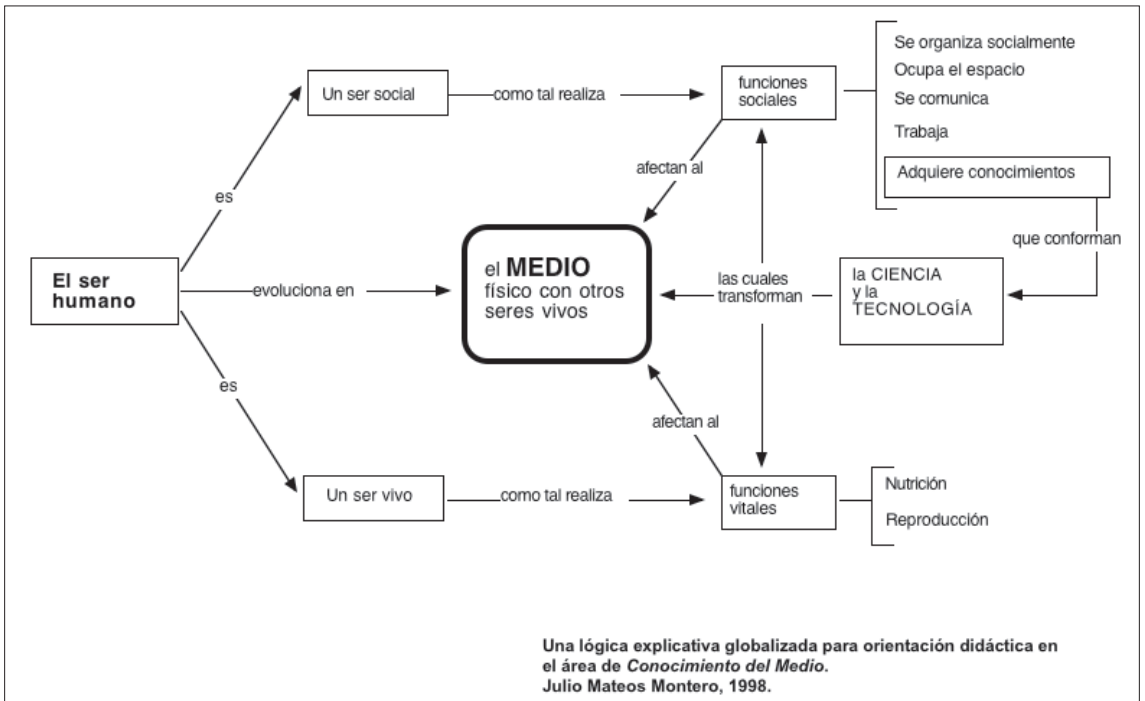 Se organiza socialmente
Ocupa el espacio
Se comunica
Trabaja
Adquiere conocimientos
Un ser social
como tal realiza
funciones
sociales
afectan al
es
que conforman
El ser
humano
evoluciona en
el MEDIO
físico con otros
seres vivos
las cuales
transforman
la CIENCIA
y la
TECNOLOGÍA
es
afectan al
Un ser vivo
como tal realiza
funciones
vitales
Nutrición
Reproducción
Una lógica explicativa globalizada para orientación didáctica en
el área de Conocimiento del Medio.
Julio Mateos Montero, 1998.